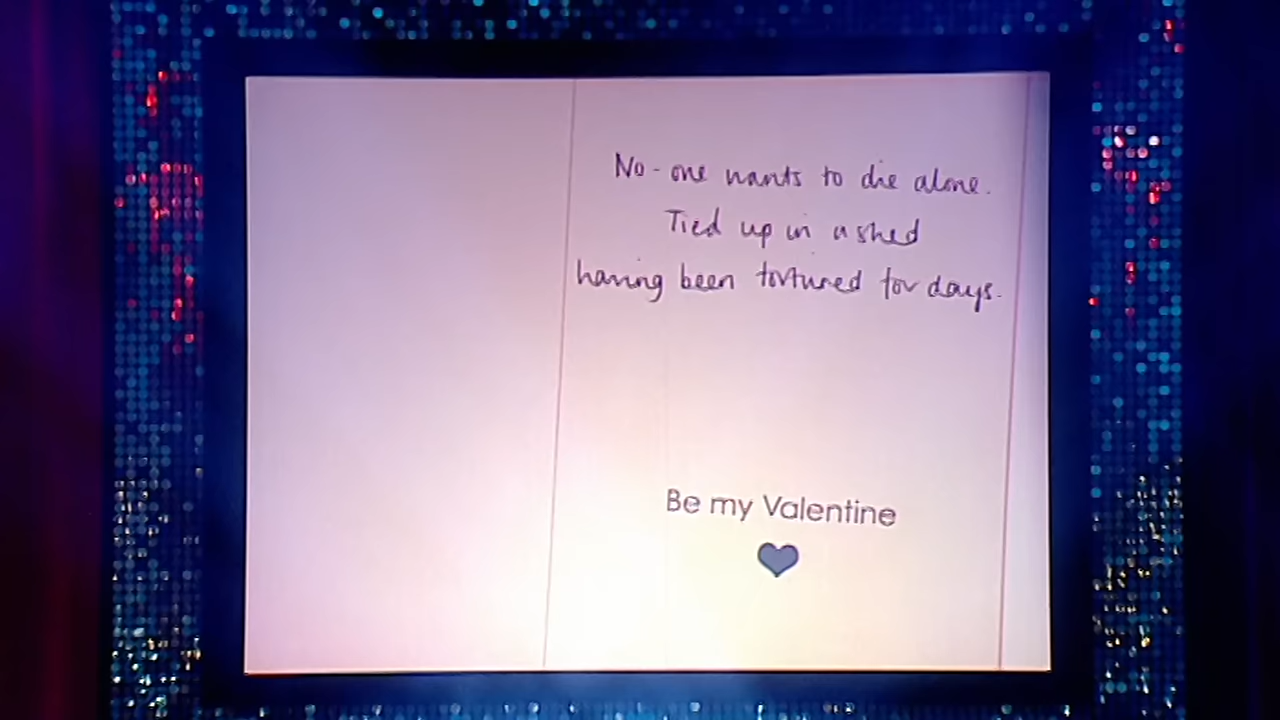 No-one wants to die alone.
Tied up in a shed
having been tortured for days.
Be my Valentine